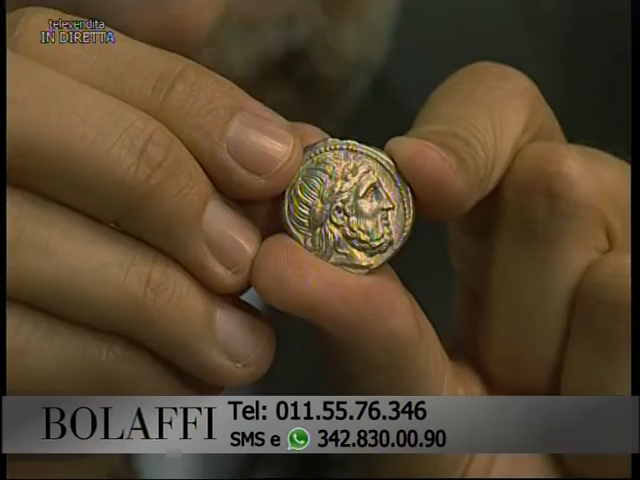 televendita
IN DIRETTA
BOLAFFI
Tel: 011.55.76.346
SMS e 342.830.00.90